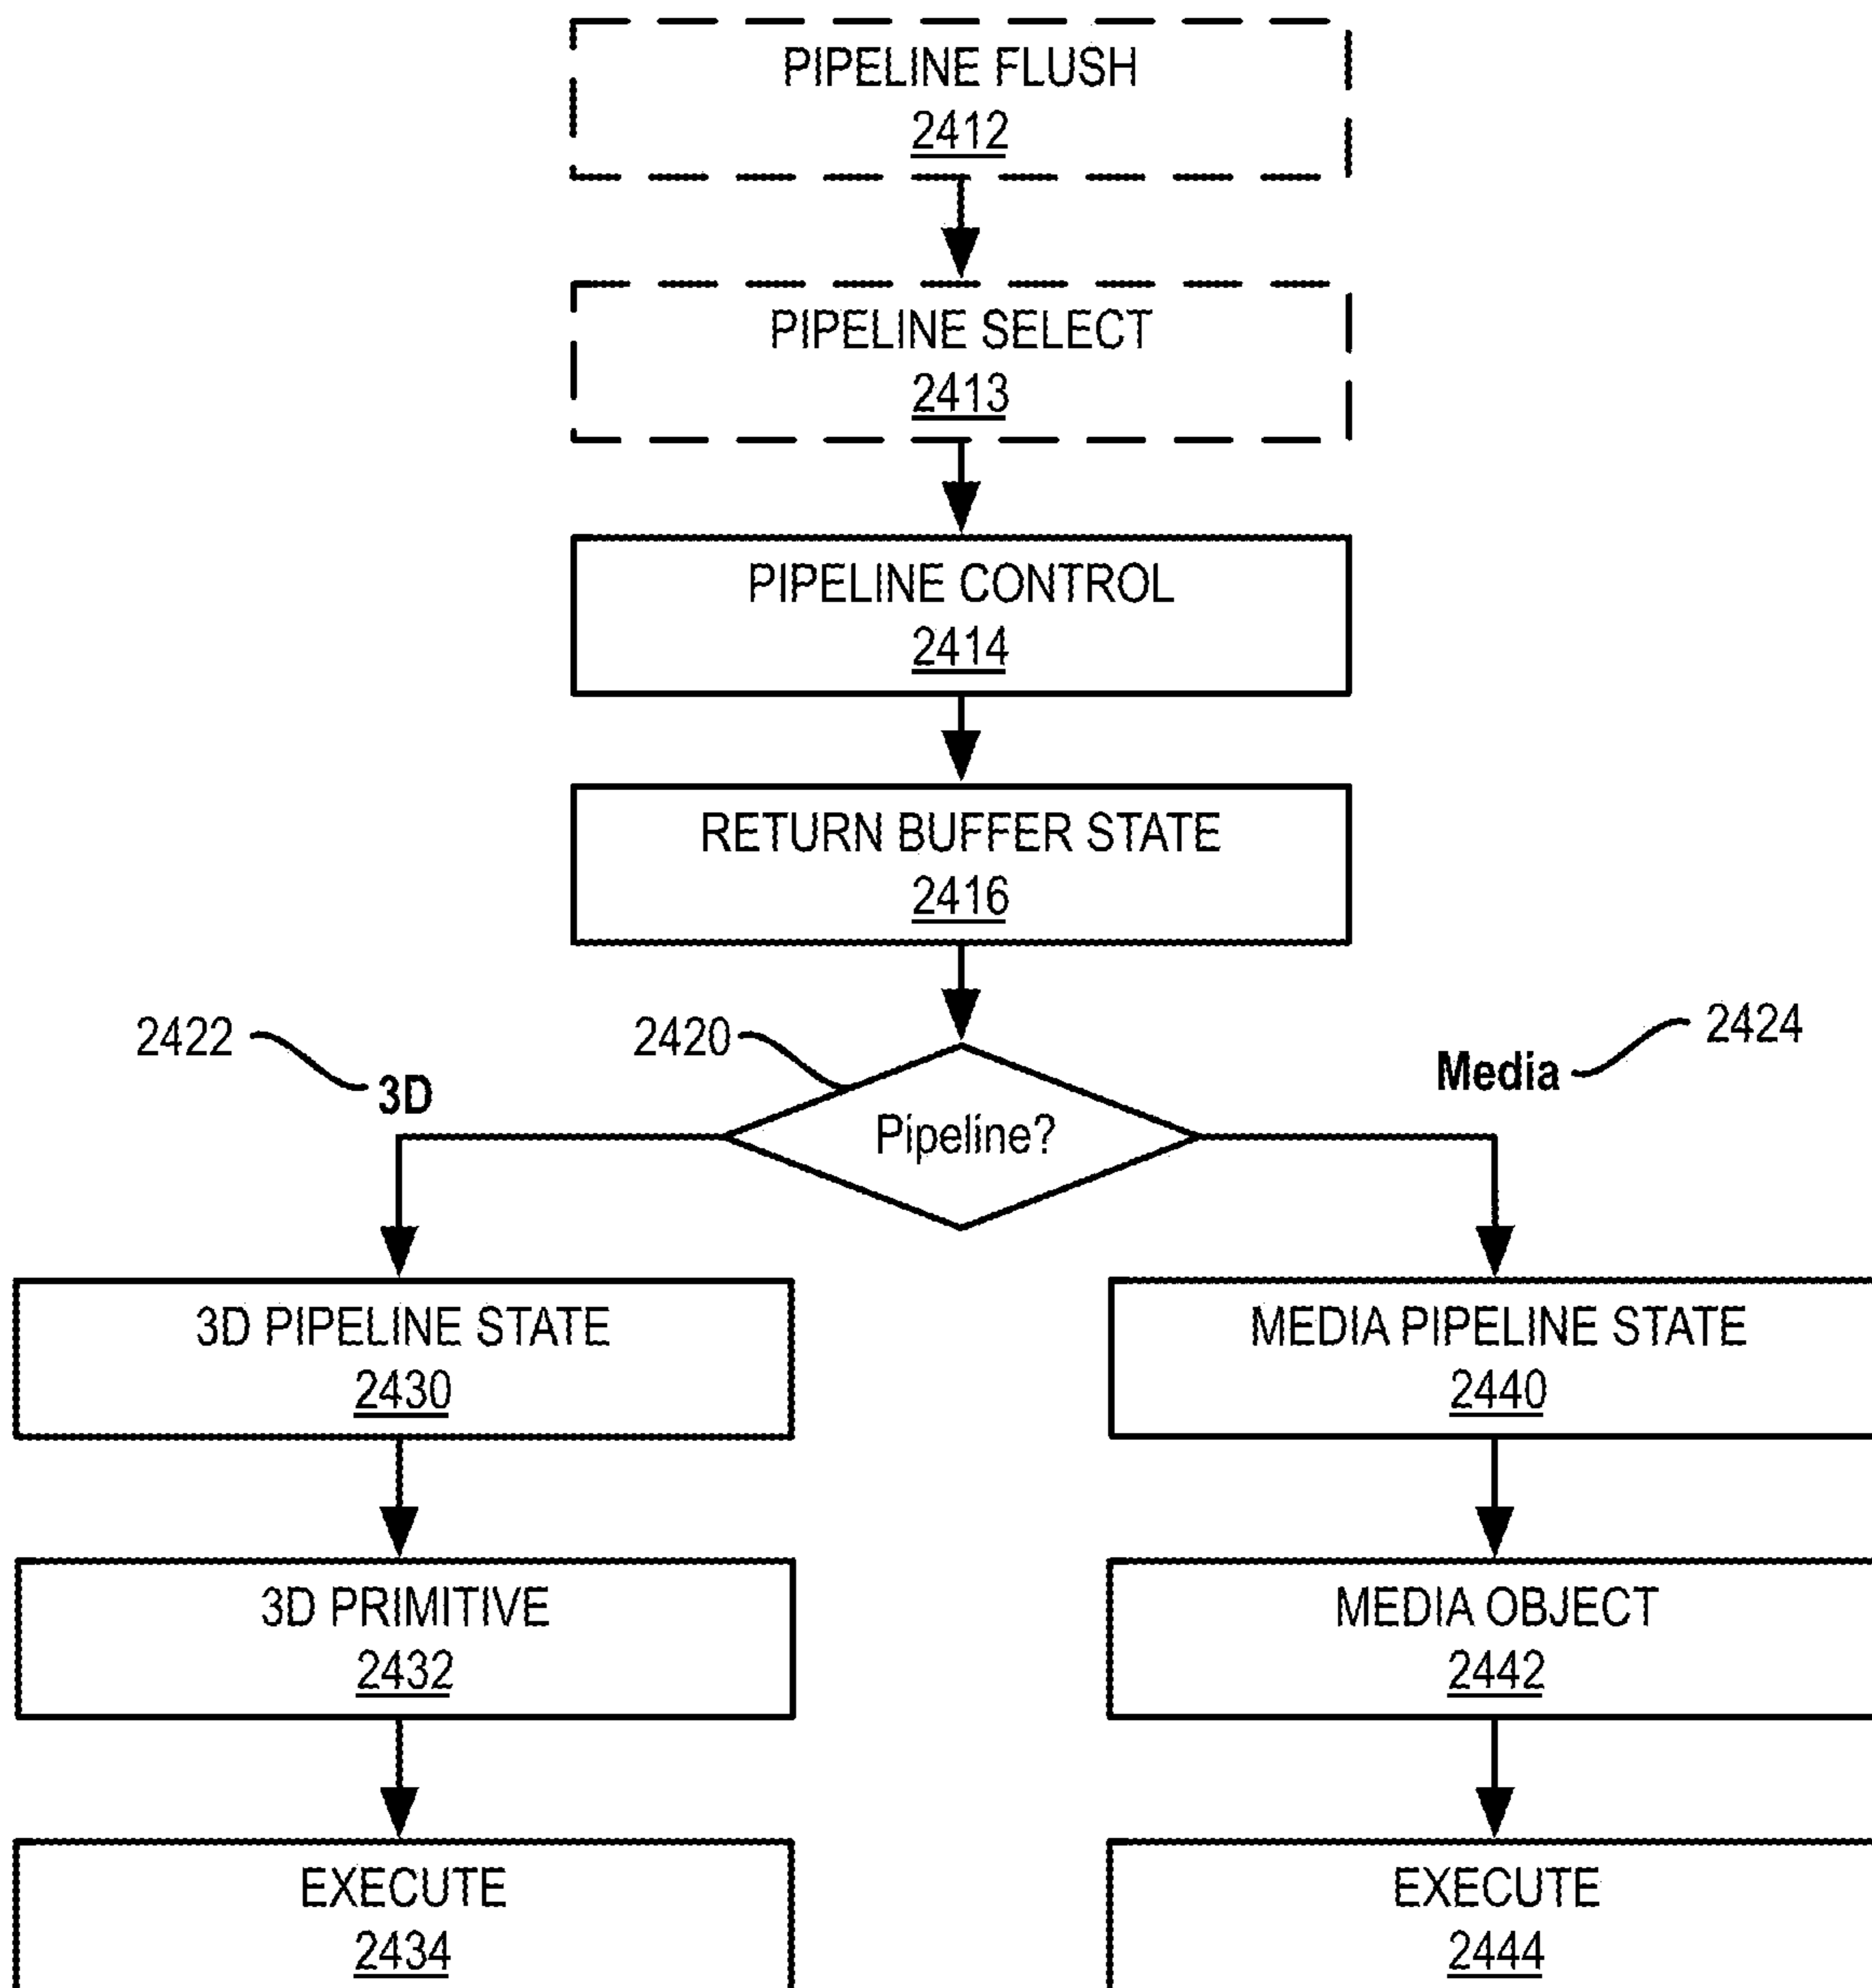 PIPELINE FLUSH
2412
PIPELINE SELECT
2413
PIPELINE CONTROL
2414
RETURN BUFFER STATE
2416
2422
3D
2420
Pipeline?
Media
2424
3D PIPELINE STATE
2430
MEDIA PIPELINE STATE
2440
3D PRIMITIVE
2432
MEDIA OBJECT
2442
EXECUTE
2434
EXECUTE
2444